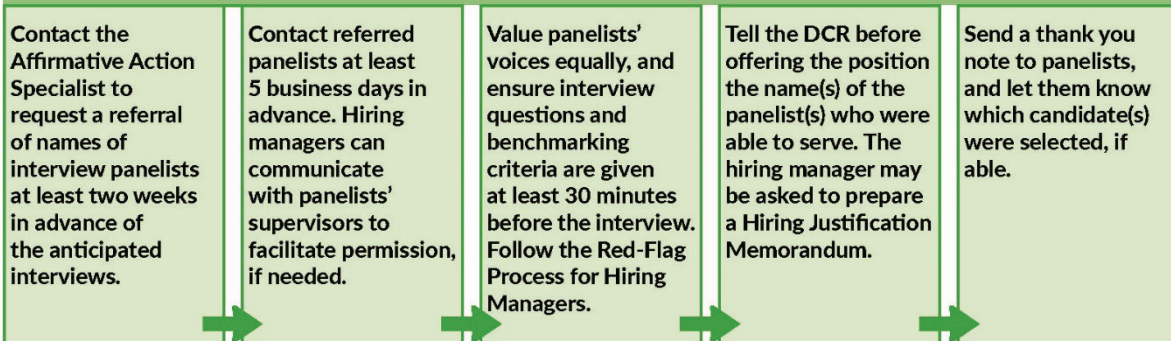 Contact the
Affirmative Action
Specialist to
request a referral
of names of
interview panelists
at least two weeks
in advance of
the anticipated
interviews.
Contact referred
panelists at least
5 business days in
advance. Hiring
managers can
communicate
with panelists’
supervisors to
facilitate permission,
if needed.
Value panelists’
voices equally, and
ensure interview
questions and
benchmarking
criteria are given
at least 30 minutes
before the interview.
Follow the Red-Flag
Process for Hiring
Managers.
Tell the DCR before
offering the position
the name(s) of the
panelist(s) who were
able to serve. The
hiring manager may
be asked to prepare
a Hiring Justification
Memorandum.
Send a thank you
note to panelists,
and let them know
which candidate(s)
were selected, if
able.